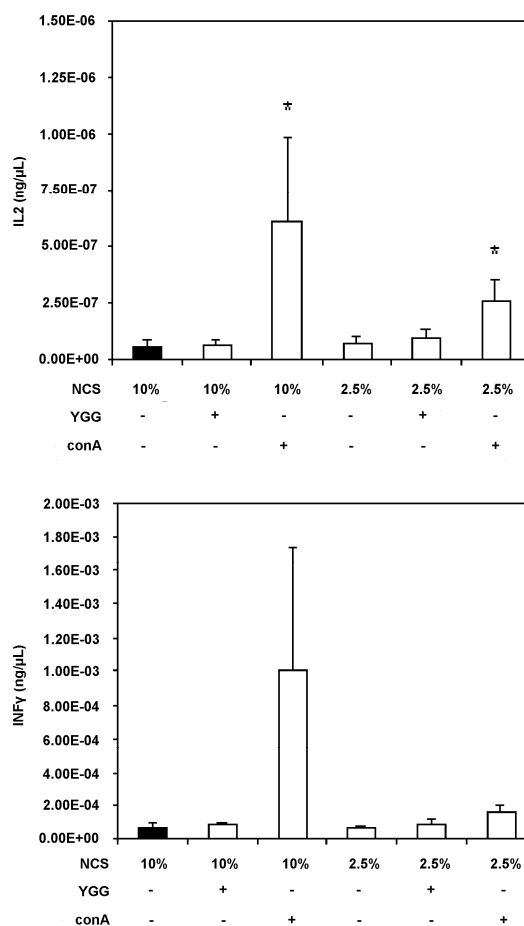 1.50E-06
1.25E-06
*
1.00E-06
IL2 (ng/µL)
7.50E-07
5.00E-07
*
2.50E-07
0.00E+00
NCS 10% 10% 10% 2.5% 2.5% 2.5%
YGG - + - - + -
conA - - + - - +
2.00E-03
1.80E-03
1.60E-03
1.40E-03
1.20E-03
INFγ (ng/µL)
1.00E-03
8.00E-04
6.00E-04
4.00E-04
2.00E-04
0.00E+00
NCS 10% 10% 10% 2.5% 2.5% 2.5%
YGG - + - - + -
conA - - + - - +